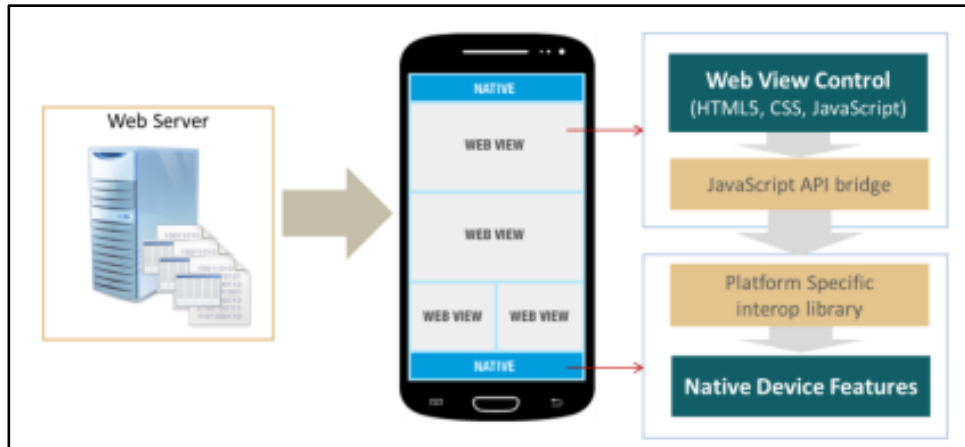 Web Server
NATIVE
WEB VIEW
WEB VIEW
WEB VIEW WEB VIEW
NATIVE
Web View Control
(HTML5, CSS, JavaScript)
JavaScript API bridge
Platform Specific
interop library
Native Device Features